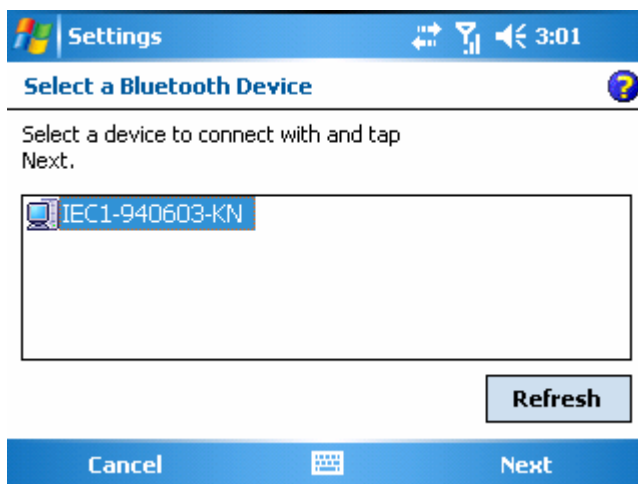 Settings 3:01
Select a Bluetooth Device
Select a device to connect with and tap
Next.
IEC1-940603-KN
Refresh
Cancel Next